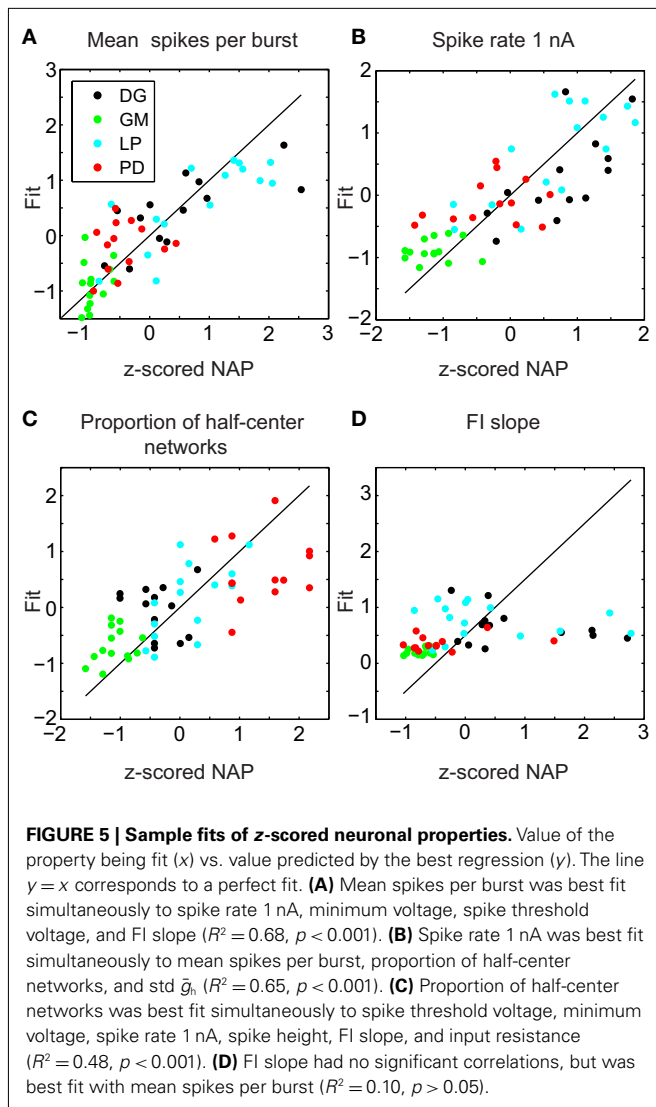 A
Mean spikes per burst
3
2
1
0
−1
Fit
DG
GM
LP
PD
−1 0 1 2 3
z-scored NAP
B
Spike rate 1 nA
2
1
0
−1
−2
Fit
−2 −1 0 1 2
z-scored NAP
C
Proportion of half-center
networks
2
1
0
−1
−2
Fit
−2 −1 0 1 2
z-scored NAP
D
FI slope
3
2
1
0
−1
Fit
−1 0 1 2 3
z-scored NAP
FIGURE 5 | Sample fits of z-scored neuronal properties. Value of the
property being fit (x) vs. value predicted by the best regression (y). The line
y = x corresponds to a perfect fit. (A) Mean spikes per burst was best fit
simultaneously to spike rate 1 nA, minimum voltage, spike threshold
voltage, and FI slope (R² = 0.68, p < 0.001). (B) Spike rate 1 nA was best fit
simultaneously to mean spikes per burst, proportion of half-center
networks, and std ḡh (R² = 0.65, p < 0.001). (C) Proportion of half-center
networks was best fit simultaneously to spike threshold voltage, minimum
voltage, spike rate 1 nA, spike height, FI slope, and input resistance
(R² = 0.48, p < 0.001). (D) FI slope had no significant correlations, but was
best fit with mean spikes per burst (R² = 0.10, p > 0.05).